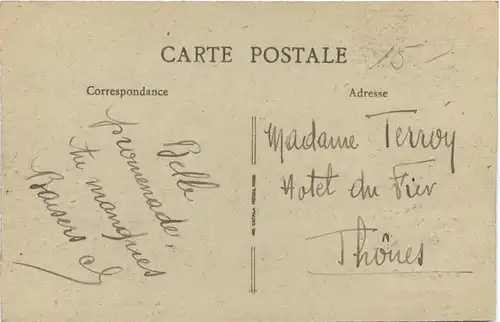 CARTE POSTALE
15-
Correspondance
Adresse
Belle
promenade.
tu manques
Baisers
Madame Terroy
Hotel du Fier
Thônes